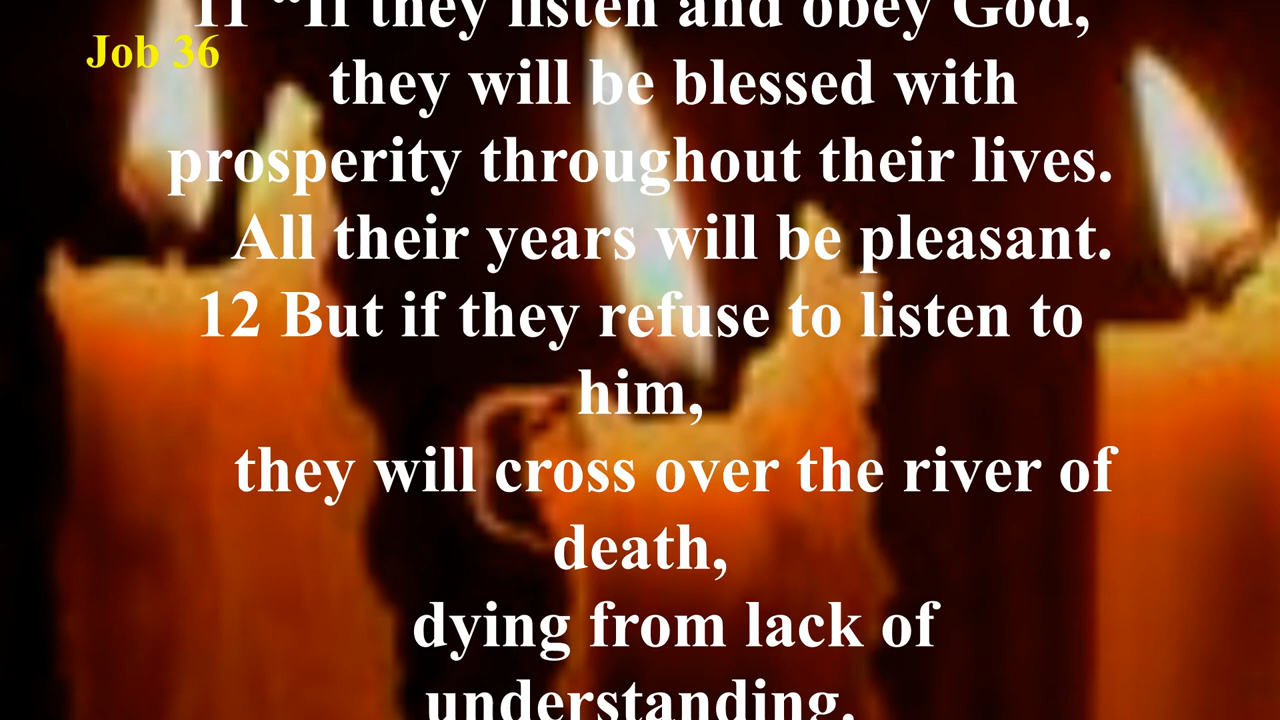 11 “If they listen and obey God,
Job 36
they will be blessed with
prosperity throughout their lives.
All their years will be pleasant.
12 But if they refuse to listen to
him,
they will cross over the river of
death,
dying from lack of
understanding.